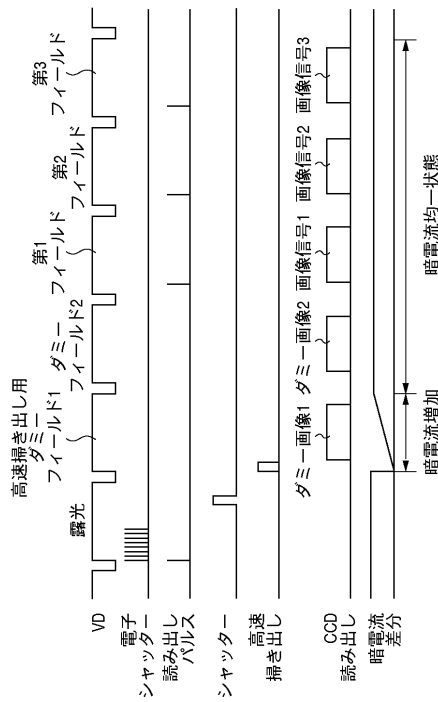 高速掃き出し用
ダミー
フィールド1
露光
ダミー
フィールド2
第1
フィールド
第2
フィールド
第3
フィールド
VD
電子
シャッター
読み出し
パルス
シャッター
高速
掃き出し
ダミー画像1
ダミー画像2
画像信号1
画像信号2
画像信号3
CCD
読み出し
暗電流
差分
暗電流増加
暗電流均一状態